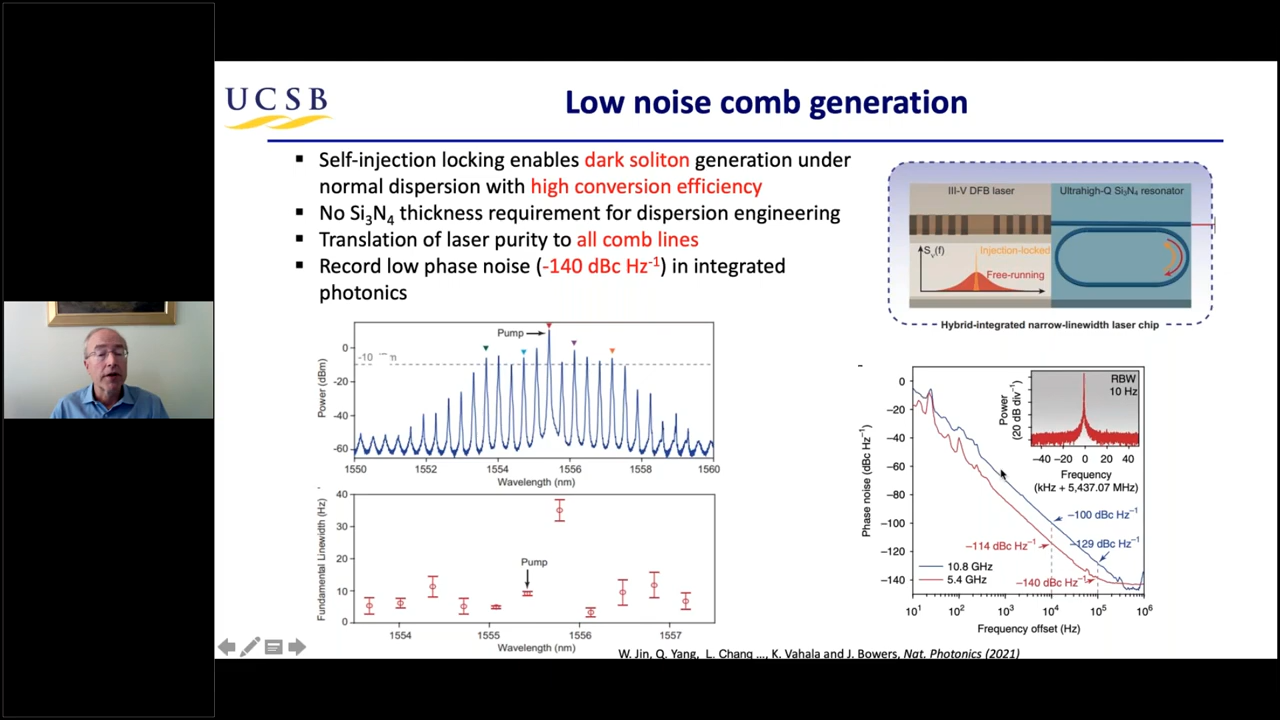 UCSB
Low noise comb generation
▪ Self-injection locking enables dark soliton generation under
normal dispersion with high conversion efficiency
▪ No Si₃N₄ thickness requirement for dispersion engineering
▪ Translation of laser purity to all comb lines
▪ Record low phase noise (-140 dBc Hz⁻¹) in integrated
photonics
III-V DFB laser
Ultrahigh-Q Si₃N₄ resonator
Sᵥ(f)
Injection-locked
Free-running
Hybrid-integrated narrow-linewidth laser chip
Pump
Power (dBm)
0
-10
-20
-40
-60
1550
1552
1554
1556
1558
1560
Wavelength (nm)
Fundamental Linewidth (Hz)
40
30
20
10
0
Pump
1554
1555
1556
1557
Wavelength (nm)
Phase noise (dBc Hz⁻¹)
0
−20
−40
−60
−80
−100
−120
−140
Power
(20 dB div⁻¹)
RBW
10 Hz
−40 −20 0 20 40
Frequency
(kHz + 5,437.07 MHz)
−100 dBc Hz⁻¹
−114 dBc Hz⁻¹
−129 dBc Hz⁻¹
−140 dBc Hz⁻¹
10.8 GHz
5.4 GHz
10¹ 10² 10³ 10⁴ 10⁵ 10⁶
Frequency offset (Hz)
W. Jin, Q. Yang, L. Chang ..., K. Vahala and J. Bowers, Nat. Photonics (2021)